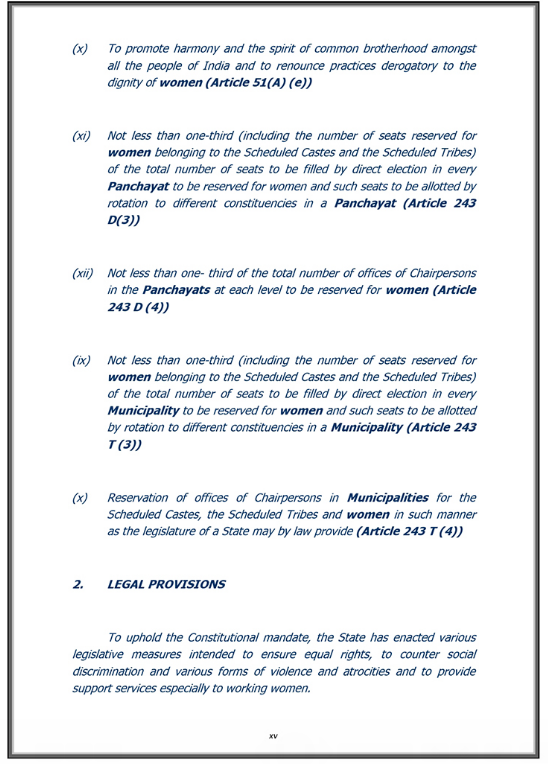 (x) To promote harmony and the spirit of common brotherhood amongst
all the people of India and to renounce practices derogatory to the
dignity of women (Article 51(A) (e))
(xi) Not less than one-third (including the number of seats reserved for
women belonging to the Scheduled Castes and the Scheduled Tribes)
of the total number of seats to be filled by direct election in every
Panchayat to be reserved for women and such seats to be allotted by
rotation to different constituencies in a Panchayat (Article 243
D(3))
(xii) Not less than one- third of the total number of offices of Chairpersons
in the Panchayats at each level to be reserved for women (Article
243 D (4))
(ix) Not less than one-third (including the number of seats reserved for
women belonging to the Scheduled Castes and the Scheduled Tribes)
of the total number of seats to be filled by direct election in every
Municipality to be reserved for women and such seats to be allotted
by rotation to different constituencies in a Municipality (Article 243
T (3))
(x) Reservation of offices of Chairpersons in Municipalities for the
Scheduled Castes, the Scheduled Tribes and women in such manner
as the legislature of a State may by law provide (Article 243 T (4))
2. LEGAL PROVISIONS
To uphold the Constitutional mandate, the State has enacted various
legislative measures intended to ensure equal rights, to counter social
discrimination and various forms of violence and atrocities and to provide
support services especially to working women.
xv